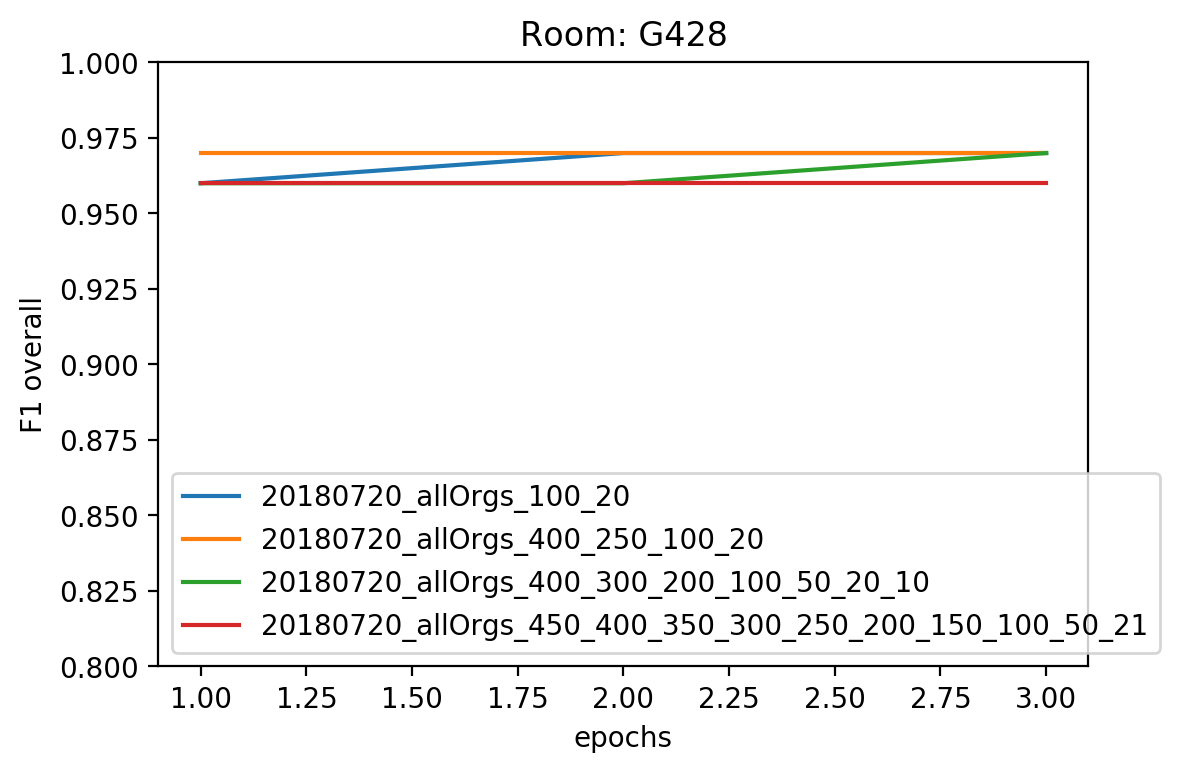 Room: G428
1.000
0.975
0.950
0.925
0.900
0.875
0.850
0.825
0.800
F1 overall
20180720_allOrgs_100_20
20180720_allOrgs_400_250_100_20
20180720_allOrgs_400_300_200_100_50_20_10
20180720_allOrgs_450_400_350_300_250_200_150_100_50_21
1.00 1.25 1.50 1.75 2.00 2.25 2.50 2.75 3.00
epochs